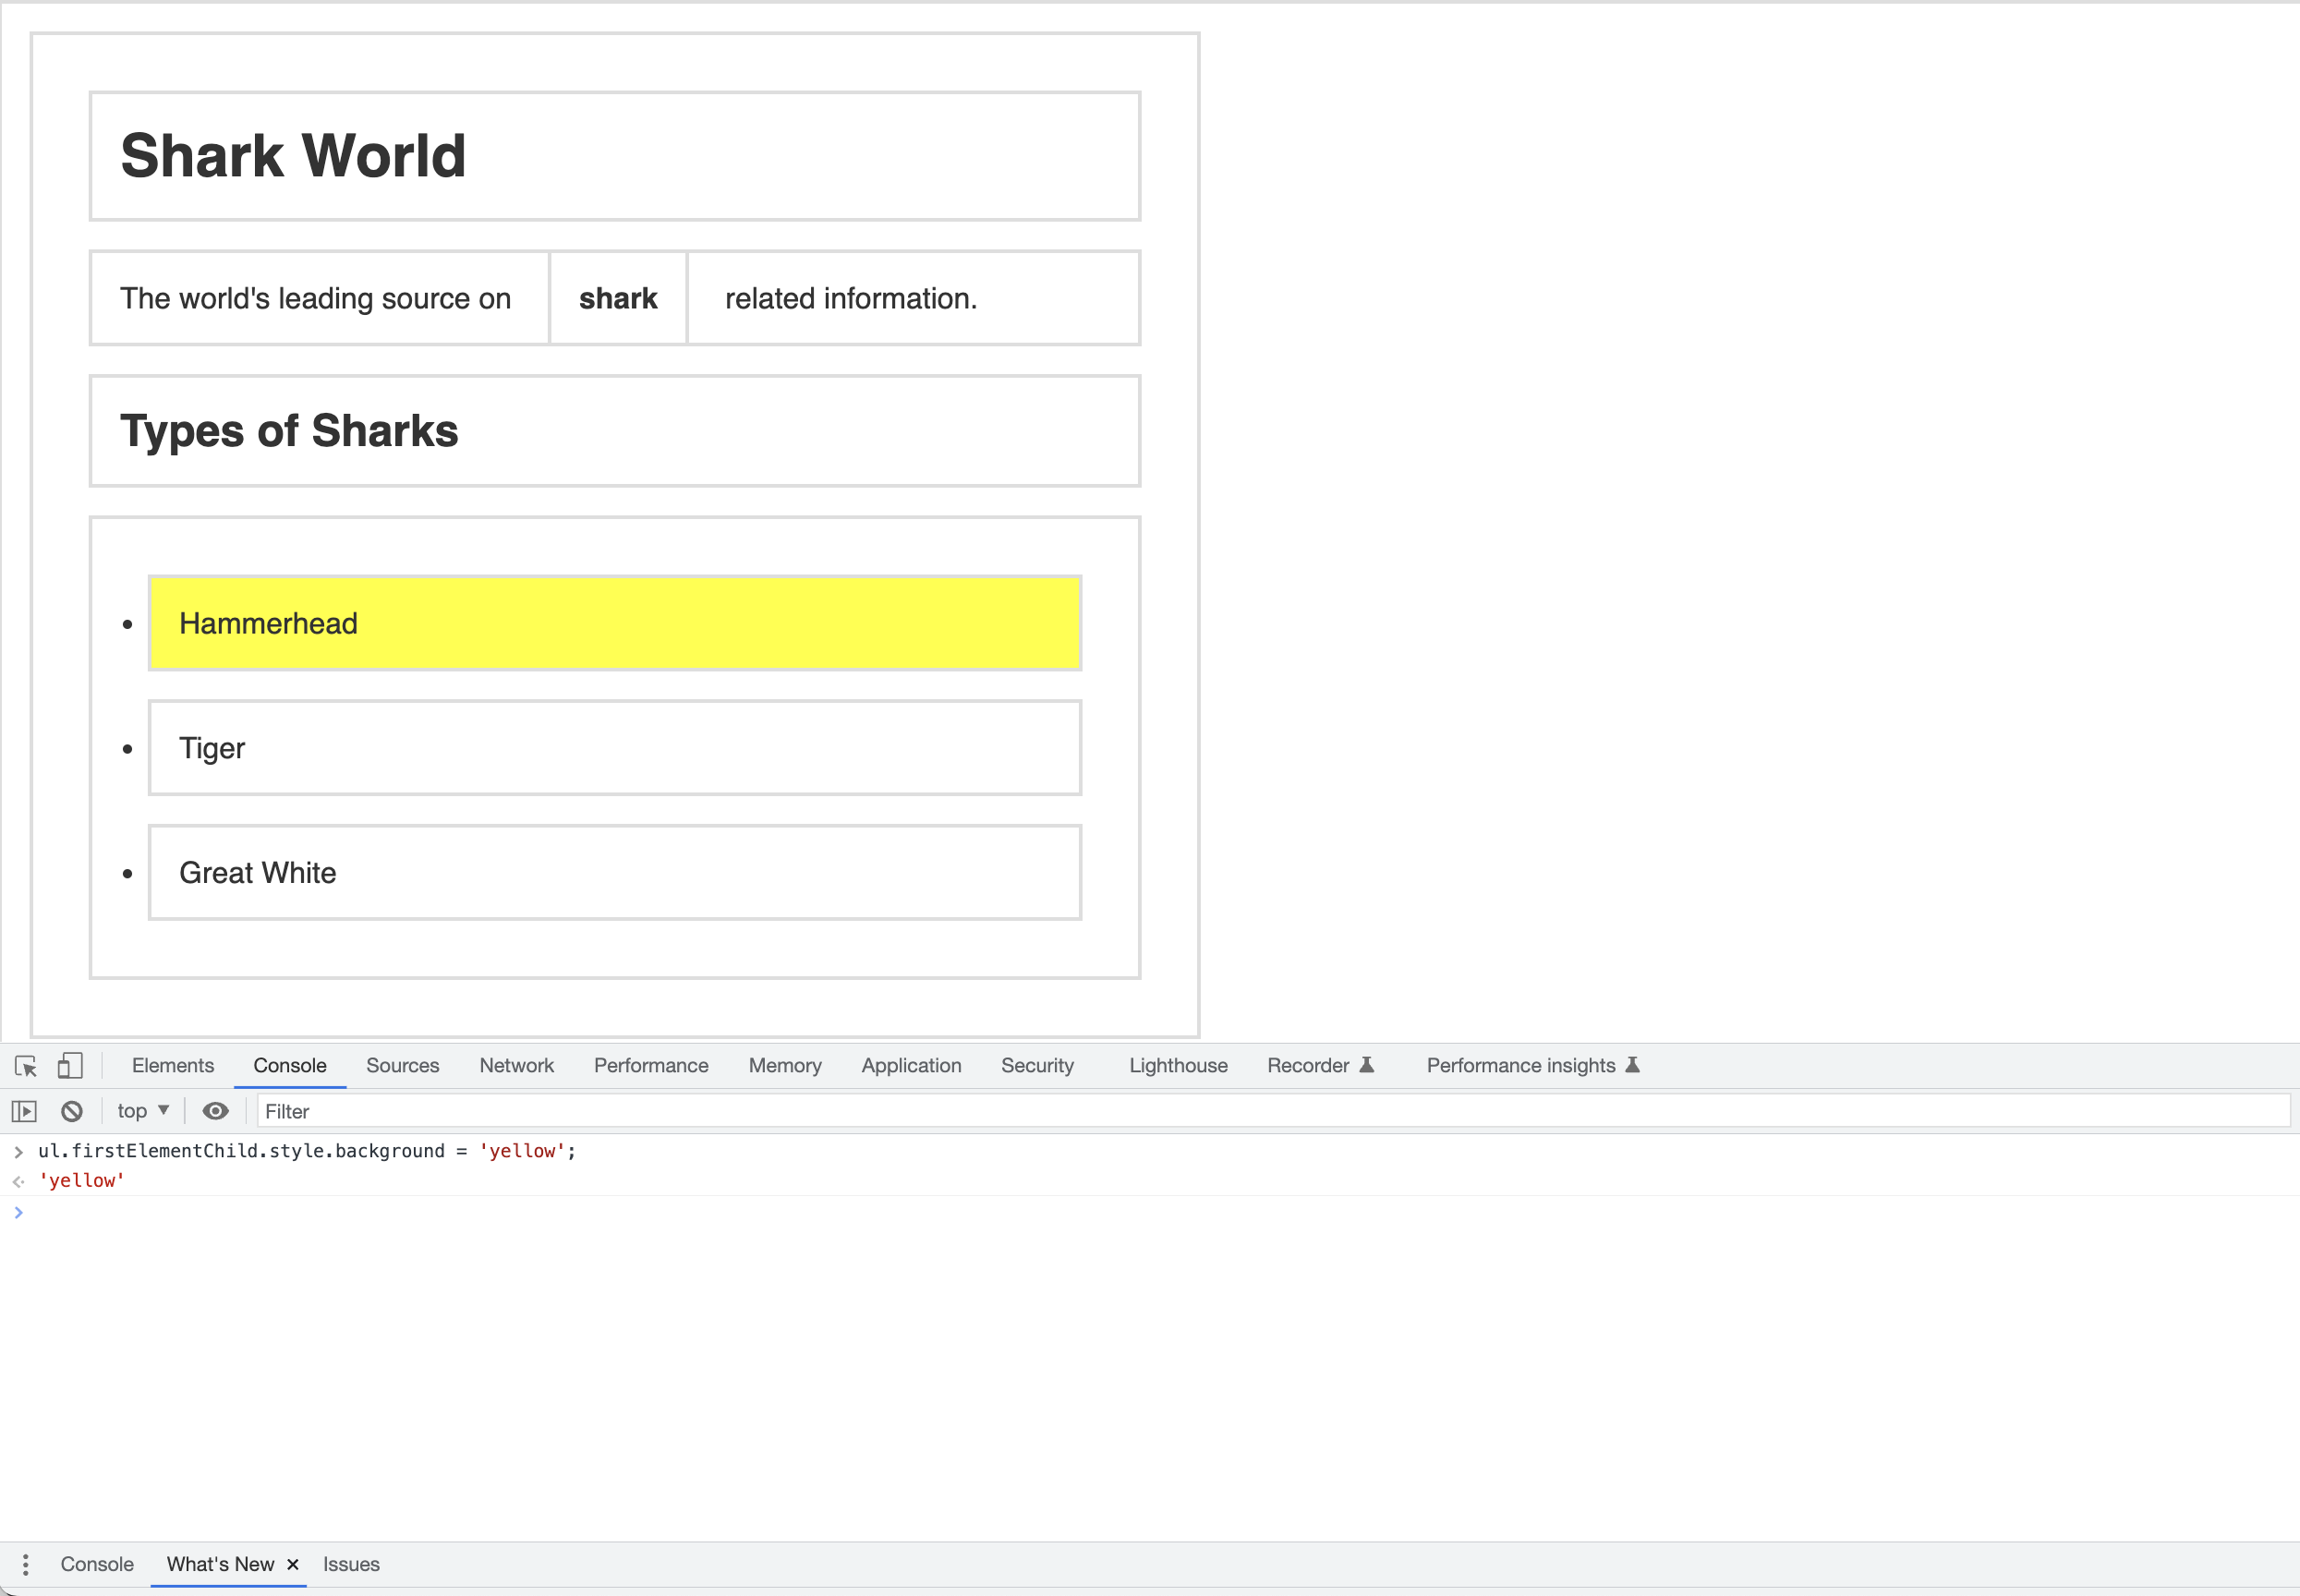 Shark World
The world's leading source on shark related information.
Types of Sharks
Hammerhead
Tiger
Great White
Elements Console Sources Network Performance Memory Application Security Lighthouse Recorder Performance insights
top Filter
ul.firstElementChild.style.background = 'yellow';
'yellow'
Console What's New × Issues